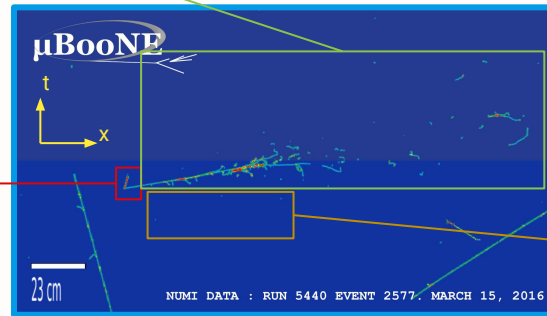 μBooNE
t
x
23 cm
NUMI DATA : RUN 5440 EVENT 2577. MARCH 15, 2016